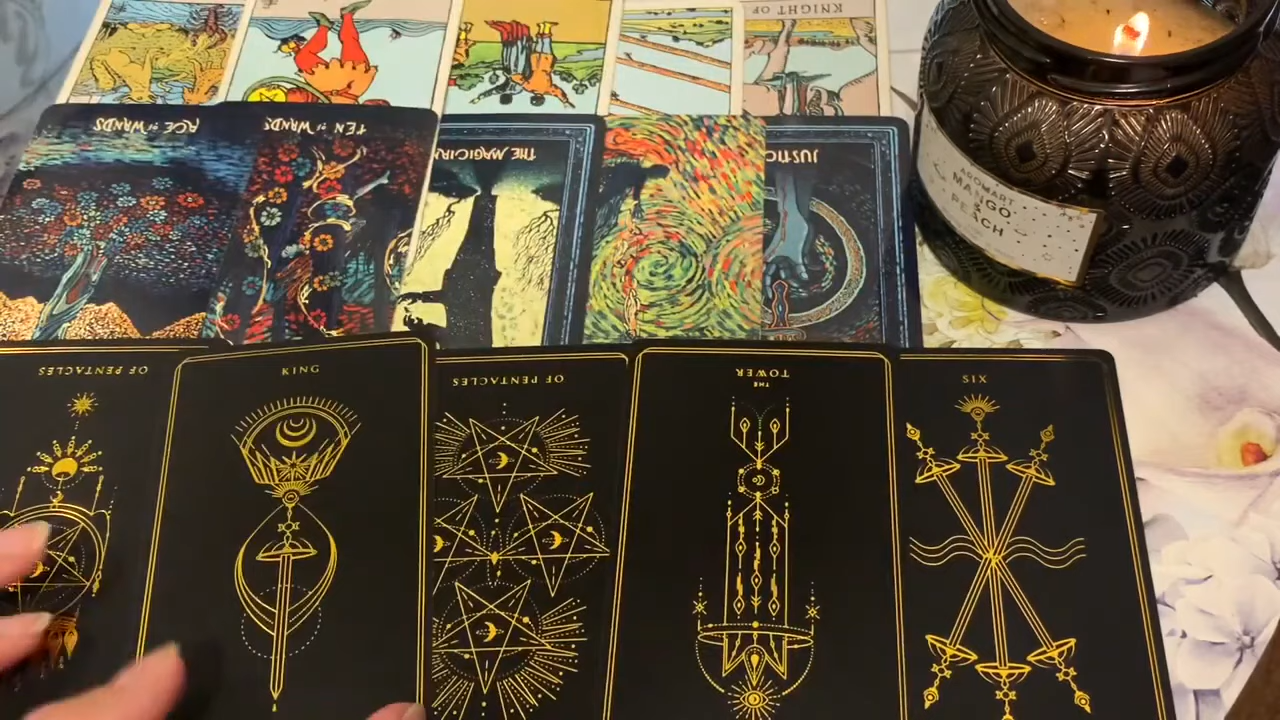 KNIGHT OF
ACE OF WANDS
TEN OF WANDS
THE MAGICIAN
JUSTIC
AROMART
MANGO
&
PEACH
OF PENTACLES
KING
OF PENTACLES
THE
TOWER
SIX